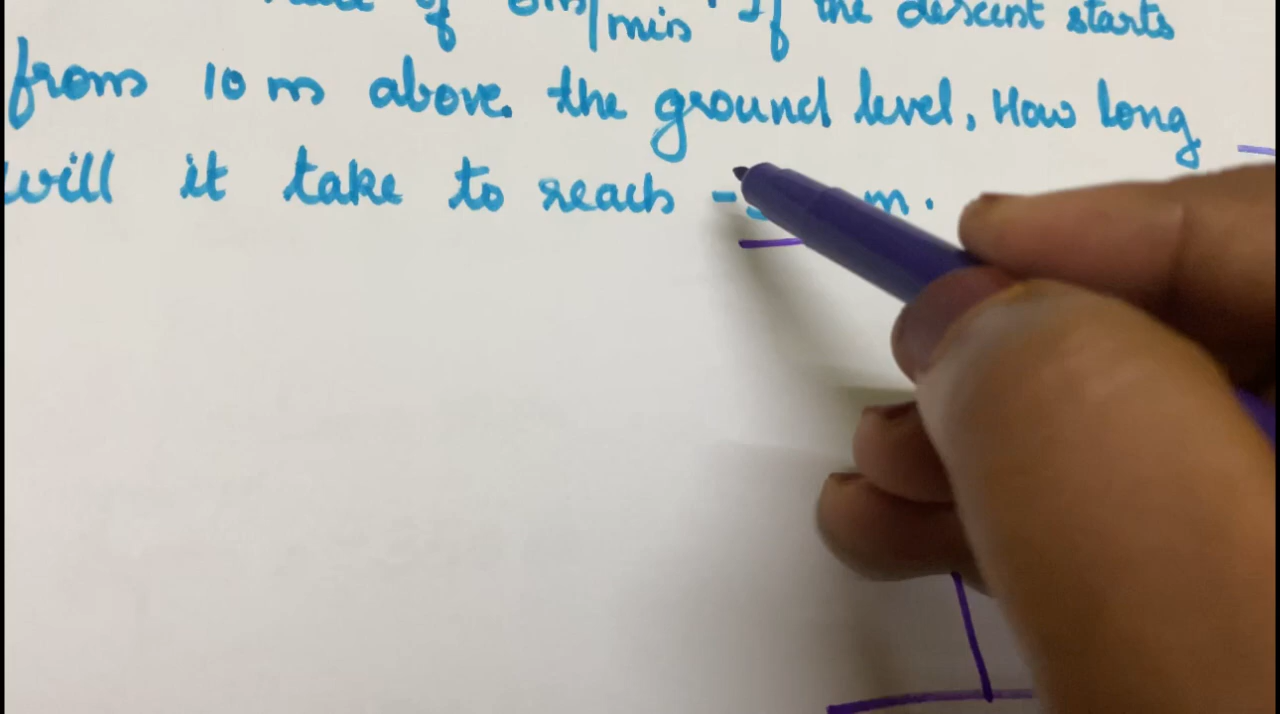 of min. If the descent starts
from 10 m above the ground level, How long
will it take to reach - m.